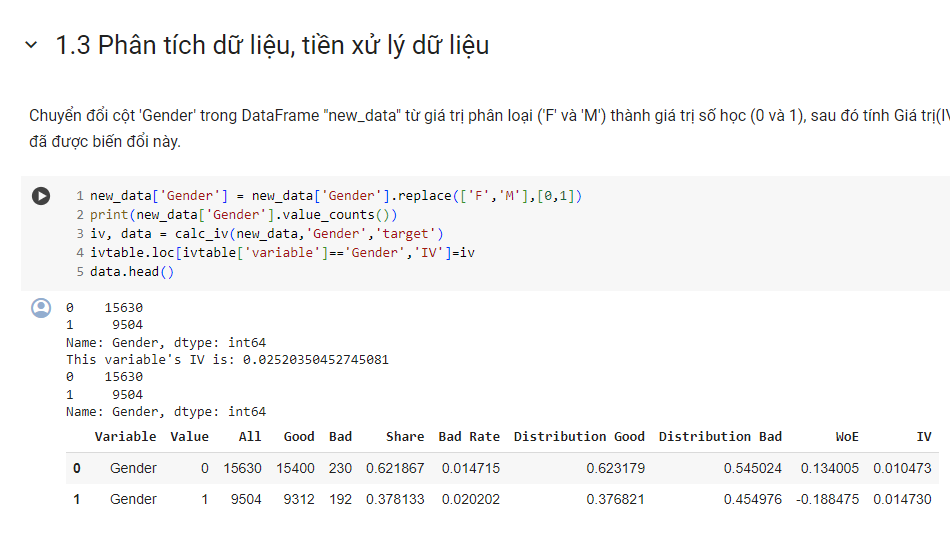 1.3 Phân tích dữ liệu, tiền xử lý dữ liệu
Chuyển đổi cột 'Gender' trong DataFrame "new_data" từ giá trị phân loại ('F' và 'M') thành giá trị số học (0 và 1), sau đó tính Giá trị(IV
đã được biến đổi này.
1 new_data['Gender'] = new_data['Gender'].replace(['F','M'],[0,1])
2 print(new_data['Gender'].value_counts())
3 iv, data = calc_iv(new_data,'Gender','target')
4 ivtable.loc[ivtable['variable']=='Gender','IV']=iv
5 data.head()
0 15630
1 9504
Name: Gender, dtype: int64
This variable's IV is: 0.02520350452745081
0 15630
1 9504
Name: Gender, dtype: int64
Variable Value All Good Bad Share Bad Rate Distribution Good Distribution Bad WoE IV
0 Gender 0 15630 15400 230 0.621867 0.014715 0.623179 0.545024 0.134005 0.010473
1 Gender 1 9504 9312 192 0.378133 0.020202 0.376821 0.454976 -0.188475 0.014730